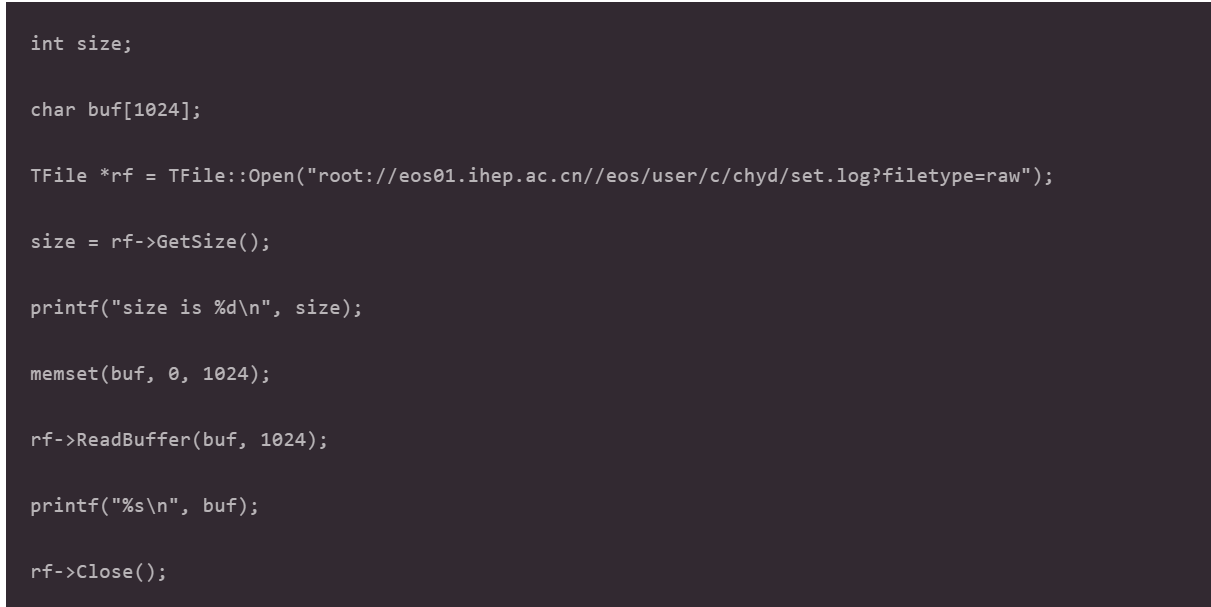 int size;
char buf[1024];
TFile *rf = TFile::Open("root://eos01.ihep.ac.cn//eos/user/c/chyd/set.log?filetype=raw");
size = rf->GetSize();
printf("size is %d\n", size);
memset(buf, 0, 1024);
rf->ReadBuffer(buf, 1024);
printf("%s\n", buf);
rf->Close();